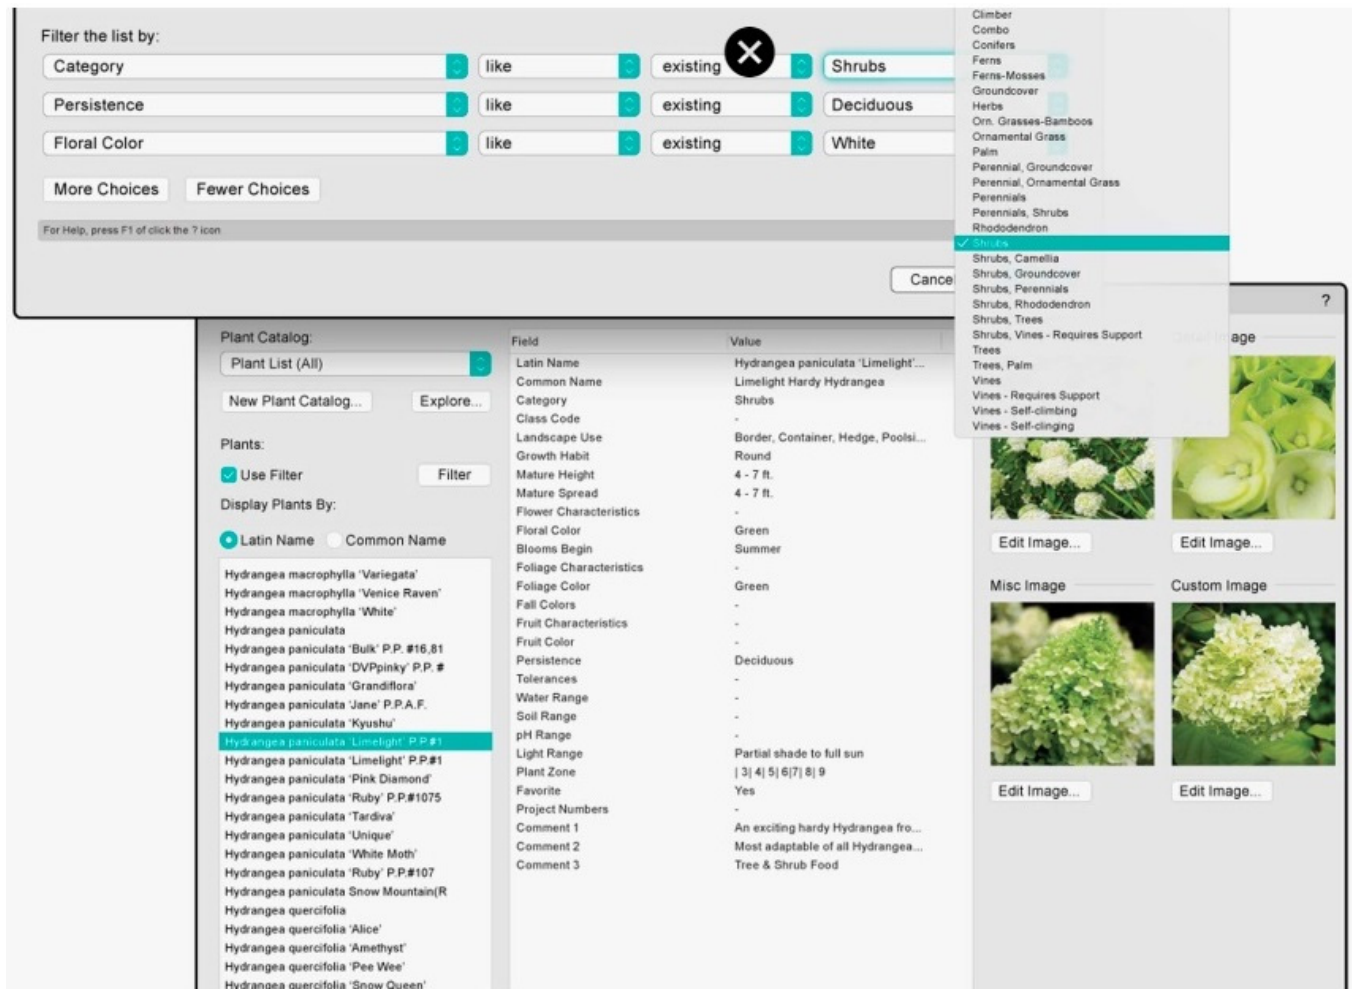 Filter the list by:
Category like existing Shrubs
Persistence like existing Deciduous
Floral Color like existing White
More Choices Fewer Choices
For Help, press F1 of click the ? icon
Cance
Climber
Combo
Conifers
Ferns
Ferns-Mosses
Groundcover
Herbs
Orn. Grasses-Bamboos
Ornamental Grass
Palm
Perennial, Groundcover
Perennial, Ornamental Grass
Perennials
Perennials, Shrubs
Rhododendron
Shrubs
Shrubs, Camellia
Shrubs, Groundcover
Shrubs, Perennials
Shrubs, Rhododendron
Shrubs, Trees
Shrubs, Vines - Requires Support
Trees
Trees, Palm
Vines
Vines - Requires Support
Vines - Self-climbing
Vines - Self-clinging
?
Plant Catalog:
Plant List (All)
New Plant Catalog... Explore...
Plants:
Use Filter Filter
Display Plants By:
Latin Name Common Name
Hydrangea macrophylla 'Variegata'
Hydrangea macrophylla 'Venice Raven'
Hydrangea macrophylla 'White'
Hydrangea paniculata
Hydrangea paniculata 'Bulk' P.P. #16,81
Hydrangea paniculata 'DVPpinky' P.P. #
Hydrangea paniculata 'Grandiflora'
Hydrangea paniculata 'Jane' P.P.A.F.
Hydrangea paniculata 'Kyushu'
Hydrangea paniculata 'Limelight' P.P.#1
Hydrangea paniculata 'Limelight' P.P.#1
Hydrangea paniculata 'Pink Diamond'
Hydrangea paniculata 'Ruby' P.P.#1075
Hydrangea paniculata 'Tardiva'
Hydrangea paniculata 'Unique'
Hydrangea paniculata 'White Moth'
Hydrangea paniculata 'Ruby' P.P.#107
Hydrangea paniculata Snow Mountain(R
Hydrangea quercifolia
Hydrangea quercifolia 'Alice'
Hydrangea quercifolia 'Amethyst'
Hydrangea quercifolia 'Pee Wee'
Hydrangea quercifolia 'Snow Queen'
Field Value
Latin Name Hydrangea paniculata 'Limelight'...
Common Name Limelight Hardy Hydrangea
Category Shrubs
Class Code -
Landscape Use Border, Container, Hedge, Poolsi...
Growth Habit Round
Mature Height 4 - 7 ft.
Mature Spread 4 - 7 ft.
Flower Characteristics -
Floral Color Green
Blooms Begin Summer
Foliage Characteristics -
Foliage Color Green
Fall Colors -
Fruit Characteristics -
Fruit Color -
Persistence Deciduous
Tolerances -
Water Range -
Soil Range -
pH Range -
Light Range Partial shade to full sun
Plant Zone | 3| 4| 5| 6|7| 8| 9
Favorite Yes
Project Numbers -
Comment 1 An exciting hardy Hydrangea fro...
Comment 2 Most adaptable of all Hydrangea...
Comment 3 Tree & Shrub Food
age
Edit Image... Edit Image...
Misc Image Custom Image
Edit Image... Edit Image...